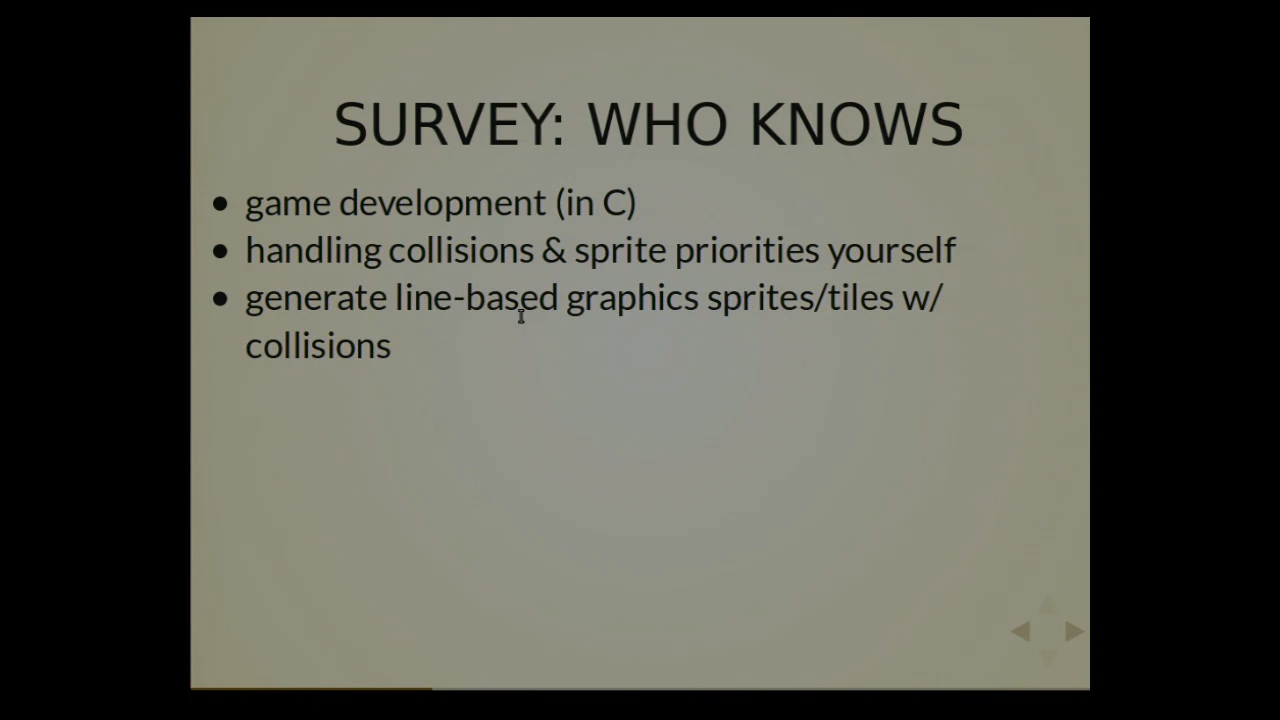 SURVEY: WHO KNOWS
• game development (in C)
• handling collisions & sprite priorities yourself
• generate line-based graphics sprites/tiles w/
collisions